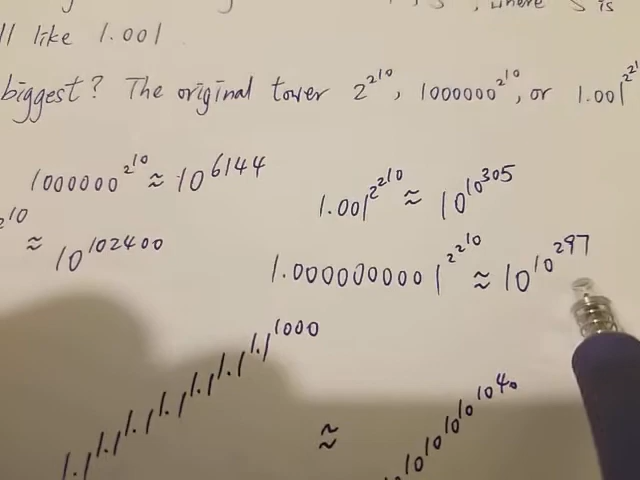 , where S is
ll like 1.001
biggest? The original tower 2^2^10, 1000000^2^10, or 1.001^2^2^
1000000^2^10 ≈ 10^6144
1.001^2^2^10 ≈ 10^10^305
2^10 ≈ 10^102400
1.0000000001^2^2^10 ≈ 10^10^297
1.1^1.1^1.1^1.1^1.1^1.1^1.1^1000 ≈ 10^10^10^10^10^40